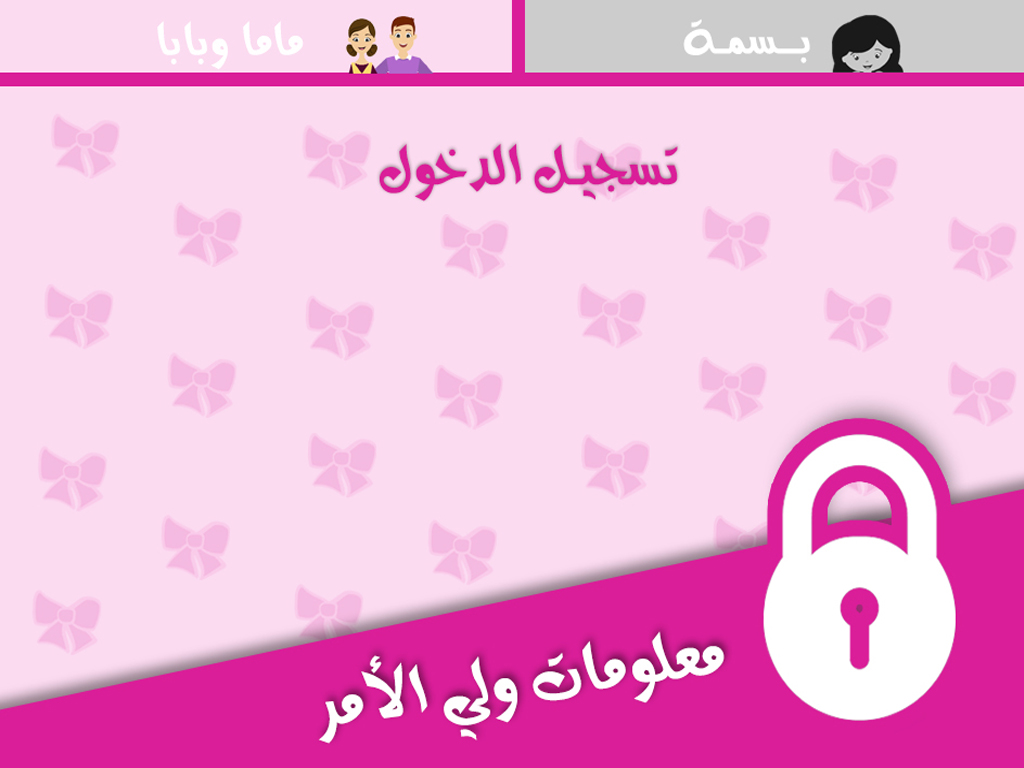 بسمة
ماما وبابا
تسجيل الدخول
معلومات ولي الأمر